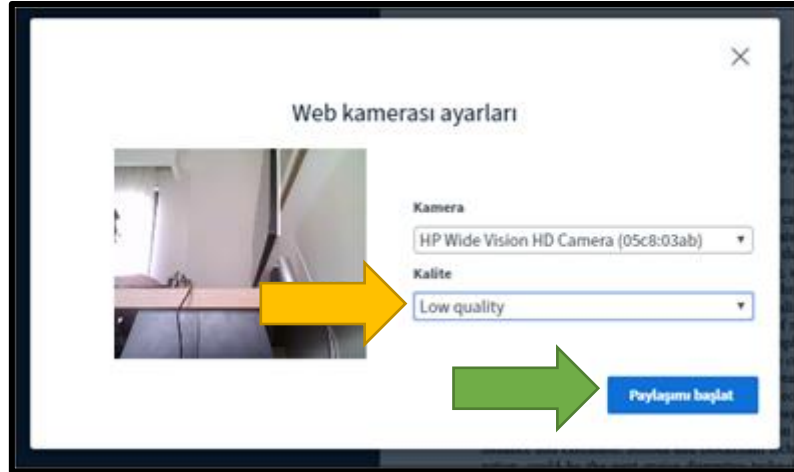 Web kamerası ayarları
Kamera
HP Wide Vision HD Camera (05c8:03ab)
Kalite
Low quality
Paylaşımı başlat